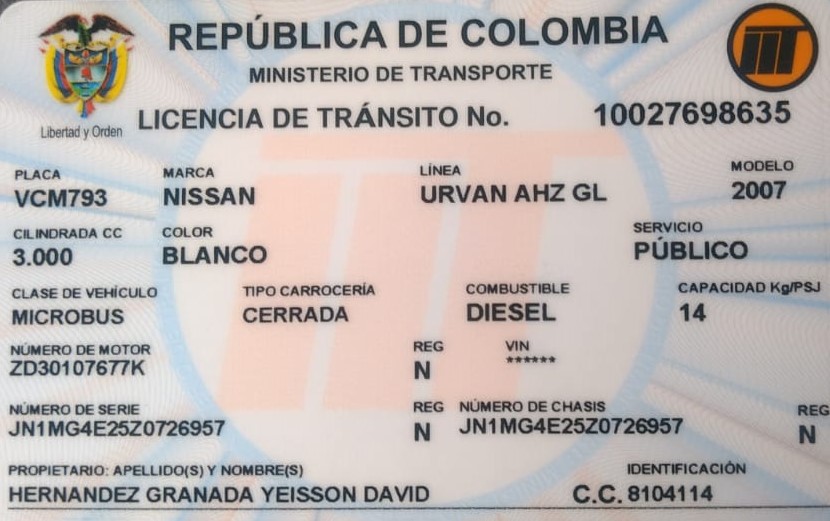 REPÚBLICA DE COLOMBIA
MINISTERIO DE TRANSPORTE
Libertad y Orden
LICENCIA DE TRÁNSITO No. 10027698635
PLACA MARCA LÍNEA MODELO
VCM793 NISSAN URVAN AHZ GL 2007
CILINDRADA CC COLOR SERVICIO
3.000 BLANCO PÚBLICO
CLASE DE VEHÍCULO TIPO CARROCERÍA COMBUSTIBLE CAPACIDAD Kg/PSJ
MICROBUS CERRADA DIESEL 14
NÚMERO DE MOTOR REG VIN
ZD30107677K N ******
NÚMERO DE SERIE REG NÚMERO DE CHASIS REG
JN1MG4E25Z0726957 N JN1MG4E25Z0726957 N
PROPIETARIO: APELLIDO(S) Y NOMBRE(S) IDENTIFICACIÓN
HERNANDEZ GRANADA YEISSON DAVID C.C. 8104114